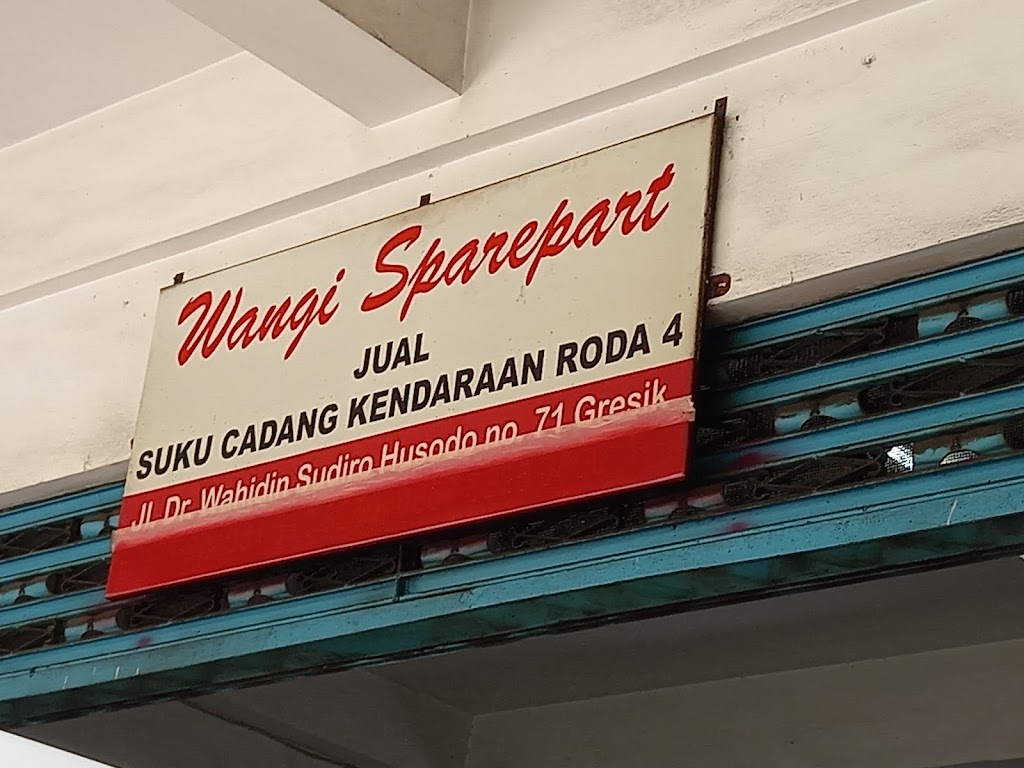 Wangi Sparepart
JUAL
SUKU CADANG KENDARAAN RODA 4
Jl. Dr. Wahidin Sudiro Husodo no. 71 Gresik